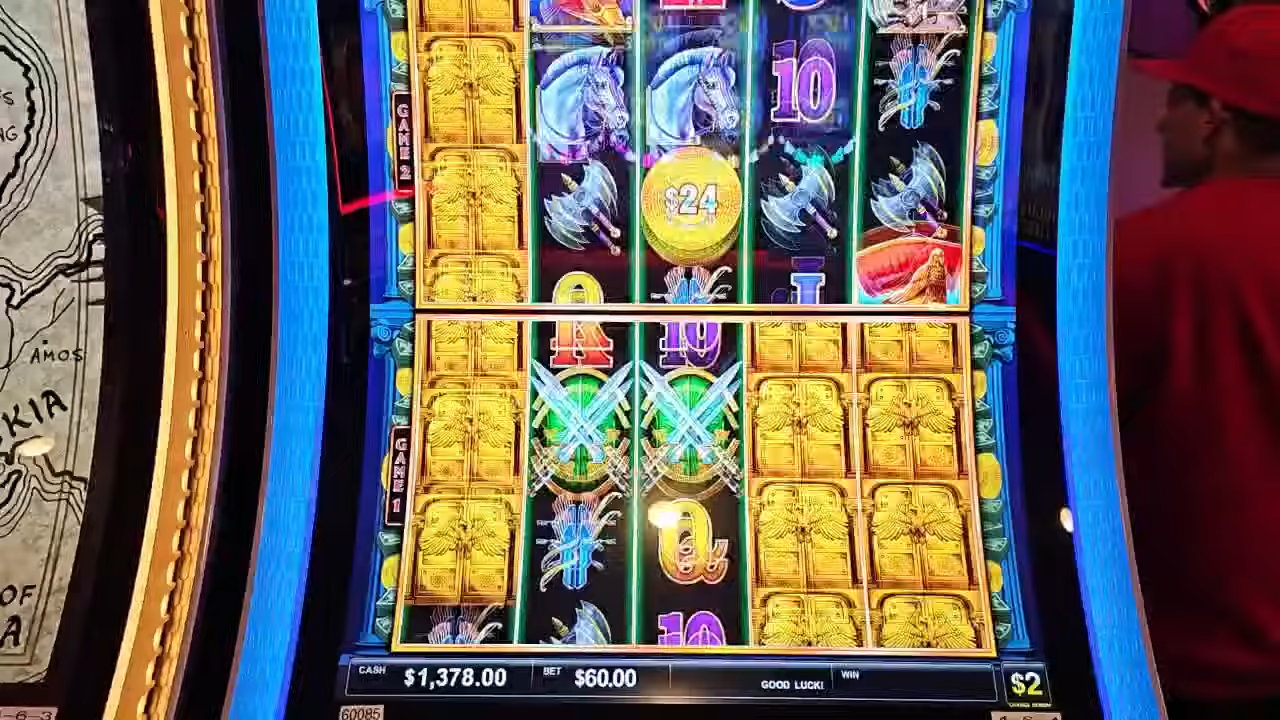 GAME 2
10
$24
J
K
10
GAME 1
Q
10
AMOS
KIA
OF
A
CASH $1,378.00 BET $60.00 GOOD LUCK! WIN $2
60085